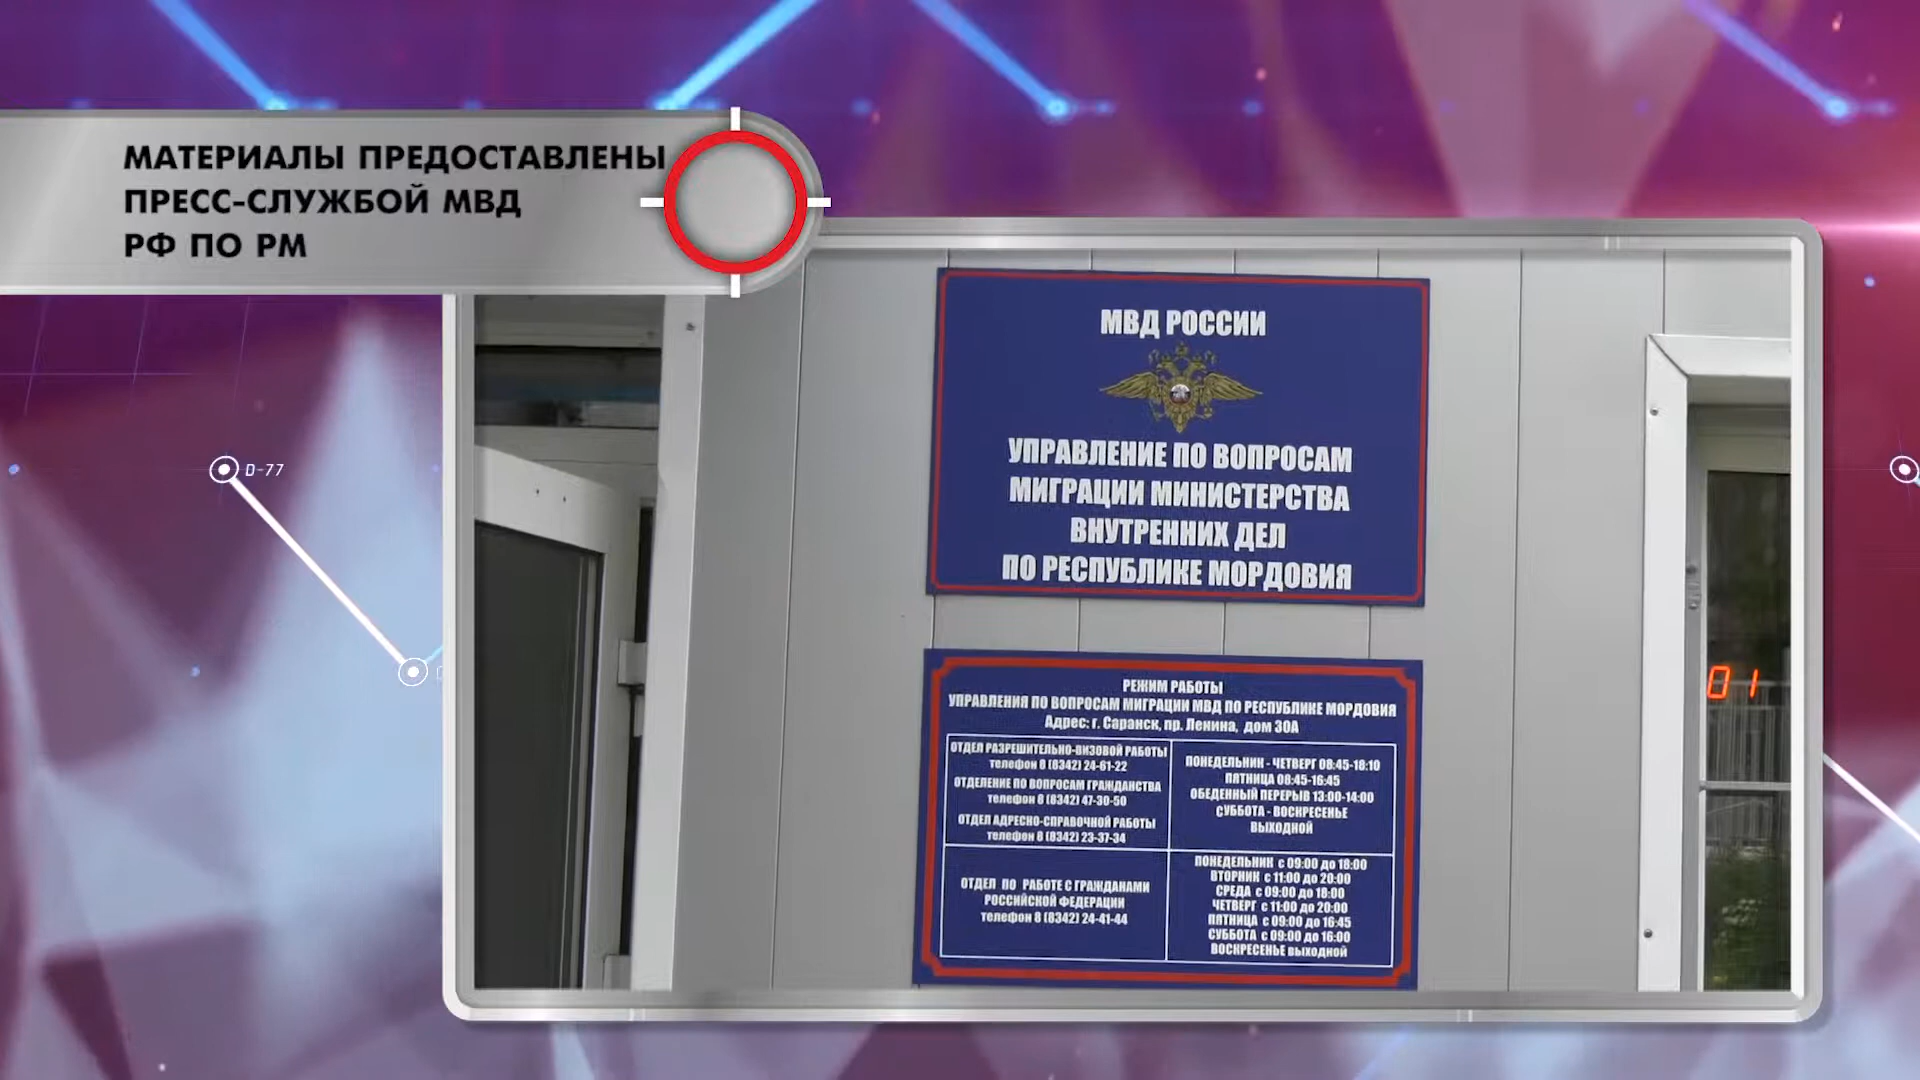 МАТЕРИАЛЫ ПРЕДОСТАВЛЕНЫ
ПРЕСС-СЛУЖБОЙ МВД
РФ ПО РМ
D-77
МВД РОССИИ
УПРАВЛЕНИЕ ПО ВОПРОСАМ
МИГРАЦИИ МИНИСТЕРСТВА
ВНУТРЕННИХ ДЕЛ
ПО РЕСПУБЛИКЕ МОРДОВИЯ
01
РЕЖИМ РАБОТЫ
УПРАВЛЕНИЯ ПО ВОПРОСАМ МИГРАЦИИ МВД ПО РЕСПУБЛИКЕ МОРДОВИЯ
Адрес: г. Саранск, пр. Ленина, дом 30А
ОТДЕЛ РАЗРЕШИТЕЛЬНО-ВИЗОВОЙ РАБОТЫ
телефон 8 (8342) 24-61-22
ОТДЕЛЕНИЕ ПО ВОПРОСАМ ГРАЖДАНСТВА
телефон 8 (8342) 47-30-50
ОТДЕЛ АДРЕСНО-СПРАВОЧНОЙ РАБОТЫ
телефон 8 (8342) 23-37-34
ПОНЕДЕЛЬНИК - ЧЕТВЕРГ 08:45-18:10
ПЯТНИЦА 08:45-16:45
ОБЕДЕННЫЙ ПЕРЕРЫВ 13:00-14:00
СУББОТА - ВОСКРЕСЕНЬЕ
ВЫХОДНОЙ
ОТДЕЛ ПО РАБОТЕ С ГРАЖДАНАМИ
РОССИЙСКОЙ ФЕДЕРАЦИИ
телефон 8 (8342) 24-41-44
ПОНЕДЕЛЬНИК с 09:00 до 18:00
ВТОРНИК с 11:00 до 20:00
СРЕДА с 09:00 до 18:00
ЧЕТВЕРГ с 11:00 до 20:00
ПЯТНИЦА с 09:00 до 16:45
СУББОТА с 09:00 до 16:00
ВОСКРЕСЕНЬЕ выходной